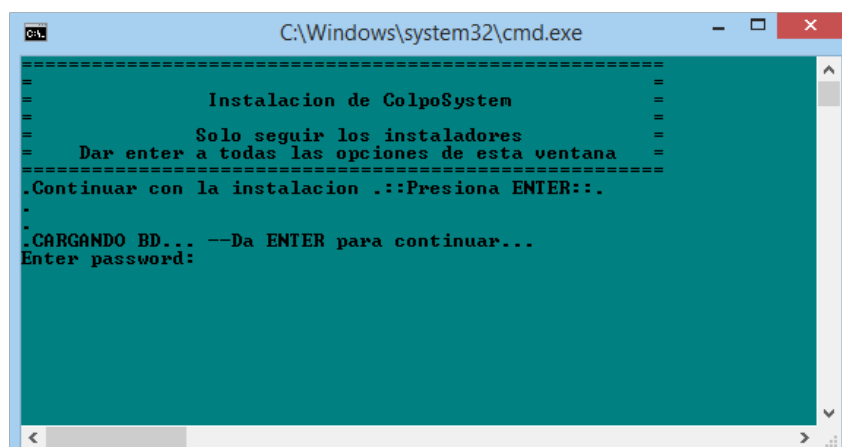 C:\Windows\system32\cmd.exe
=======================================================
= =
= Instalacion de ColpoSystem =
= =
= Solo seguir los instaladores =
= Dar enter a todas las opciones de esta ventana =
=======================================================
.Continuar con la instalacion .::Presiona ENTER::.
.
.
.CARGANDO BD... --Da ENTER para continuar...
Enter password: